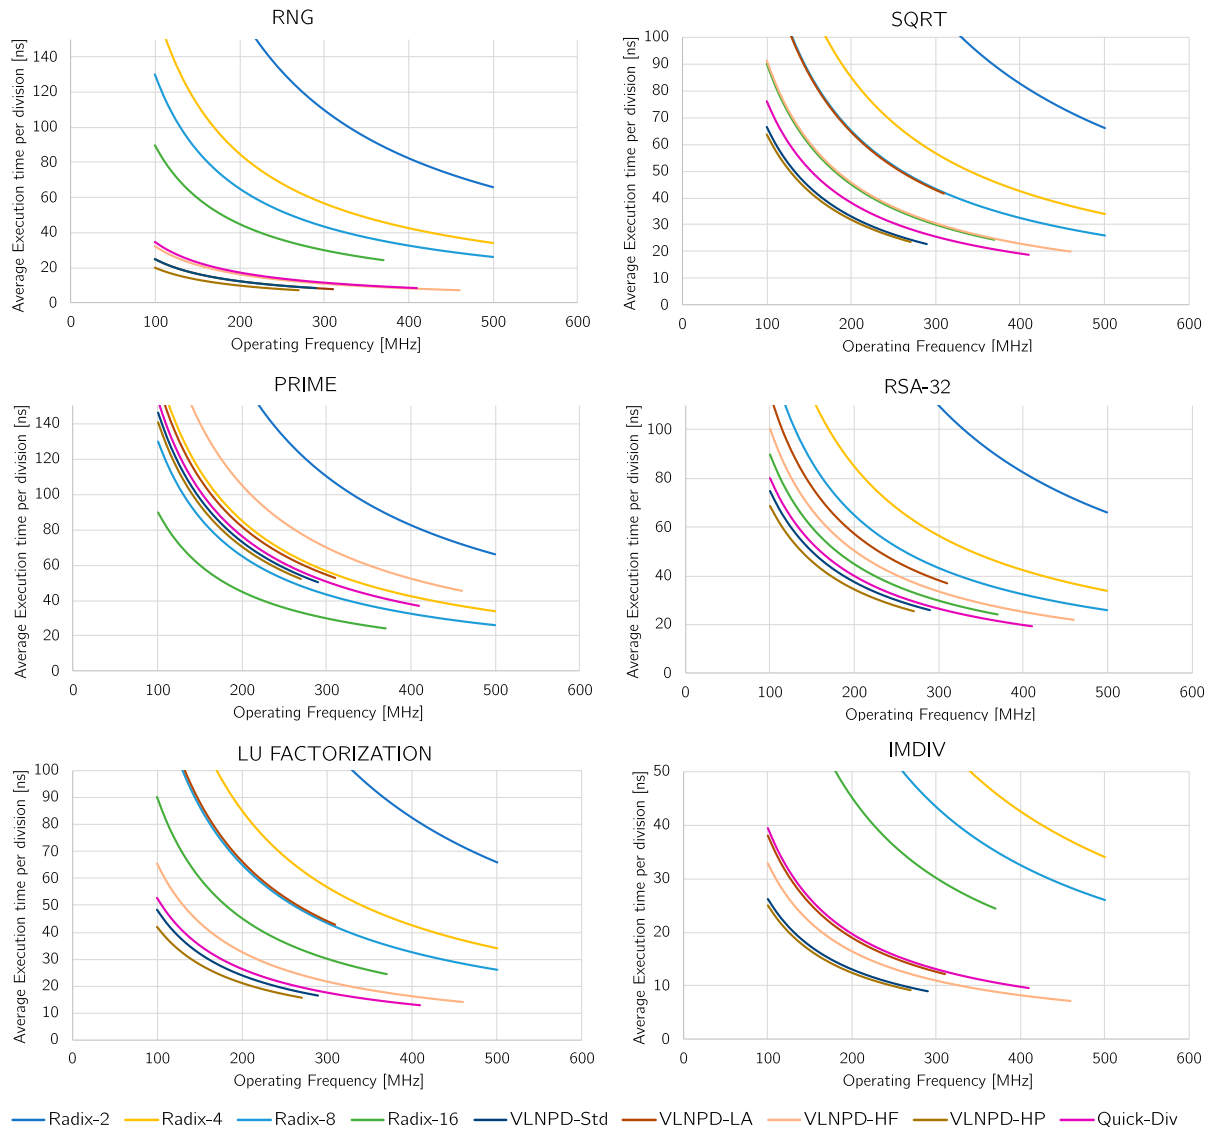 RNG
Average Execution time per division [ns]
140
120
100
80
60
40
20
0
0 100 200 300 400 500 600
Operating Frequency [MHz]
SQRT
Average Execution time per division [ns]
100
90
80
70
60
50
40
30
20
10
0
0 100 200 300 400 500 600
Operating Frequency [MHz]
PRIME
Average Execution time per division [ns]
140
120
100
80
60
40
20
0
0 100 200 300 400 500 600
Operating Frequency [MHz]
RSA-32
Average Execution time per division [ns]
100
80
60
40
20
0
0 100 200 300 400 500 600
Operating Frequency [MHz]
LU FACTORIZATION
Average Execution time per division [ns]
100
90
80
70
60
50
40
30
20
10
0
0 100 200 300 400 500 600
Operating Frequency [MHz]
IMDIV
Average Execution time per division [ns]
50
40
30
20
10
0
0 100 200 300 400 500 600
Operating Frequency [MHz]
Radix-2 Radix-4 Radix-8 Radix-16 VLNPD-Std VLNPD-LA VLNPD-HF VLNPD-HP Quick-Div